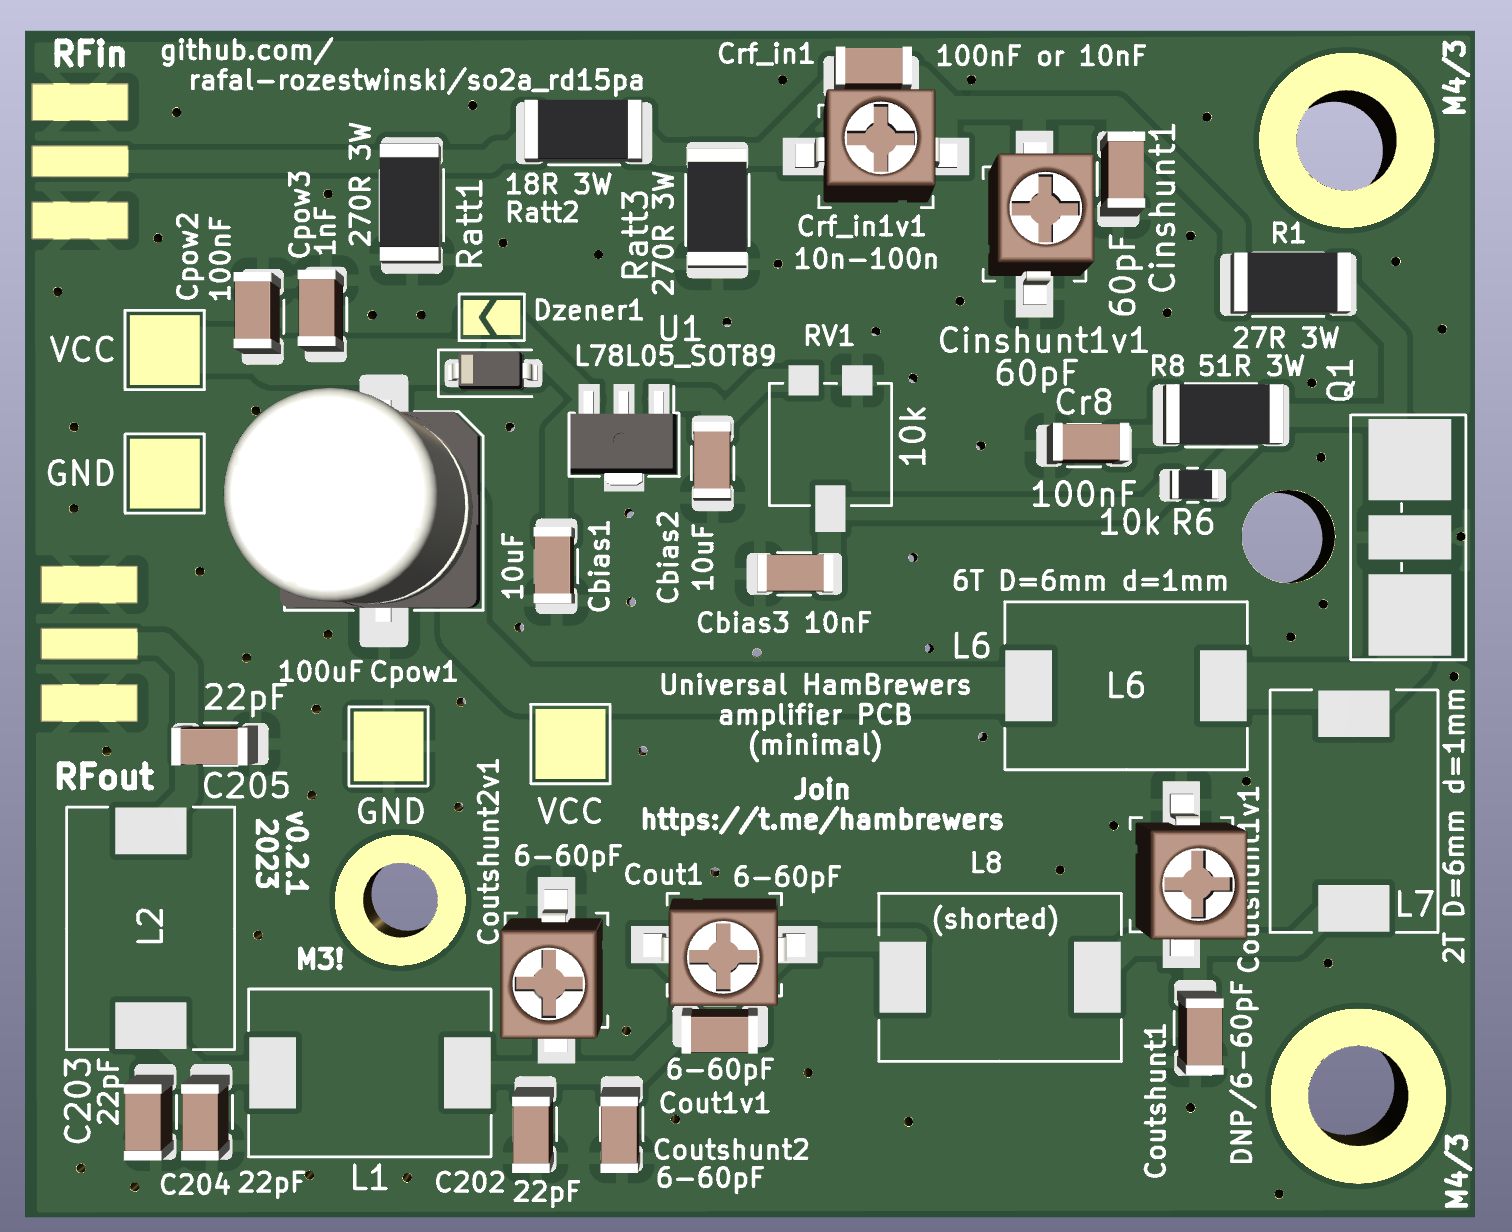 RFin
github.com/
rafal-rozestwinski/so2a_rd15pa
Crf_in1
100nF or 10nF
M4/3
270R 3W
Ratt1
18R 3W
Ratt2
Ratt3
270R 3W
Crf_in1v1
10n-100n
Cinshunt1
60pF
Cpow2
100nF
Cpow3
1nF
R1
27R 3W
Dzener1
U1
L78L05_SOT89
RV1
10k
Cinshunt1v1
60pF
R8 51R 3W
Q1
Cr8
100nF
10k R6
VCC
GND
10uF
Cbias1
Cbias2
10uF
Cbias3 10nF
6T D=6mm d=1mm
L6
L6
100uF Cpow1
22pF
C205
RFout
Universal HamBrewers
amplifier PCB
(minimal)
Join
https://t.me/hambrewers
GND
VCC
v0.2.1
2023
M3!
L2
Coutshunt2v1
6-60pF
Cout1
6-60pF
L8
(shorted)
Coutshunt1v1
L7
2T D=6mm d=1mm
C203
22pF
C204
22pF
L1
C202
22pF
6-60pF
Cout1v1
Coutshunt2
6-60pF
Coutshunt1
DNP/6-60pF
M4/3